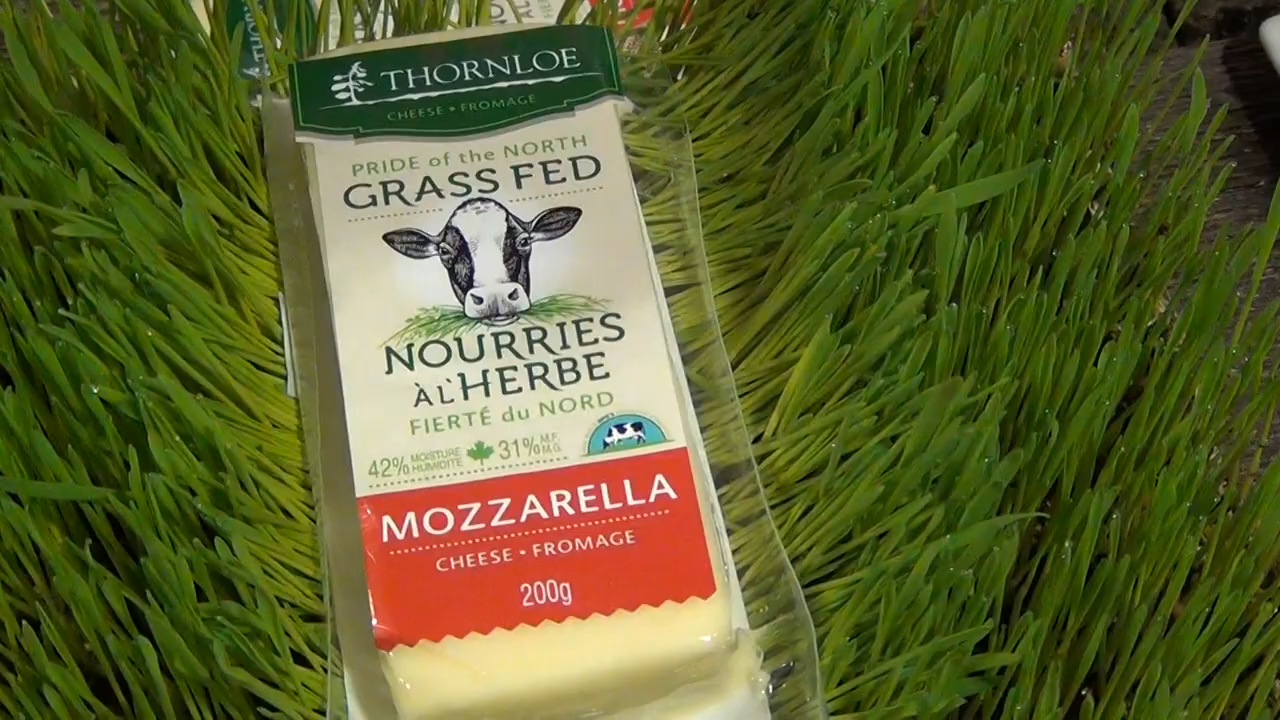 THORNLOE
CHEESE • FROMAGE
PRIDE of the NORTH
GRASS FED
NOURRIES
À L'HERBE
FIERTÉ du NORD
42% MOISTURE HUMIDITÉ 31% M.F. M.G.
MOZZARELLA
CHEESE • FROMAGE
200g